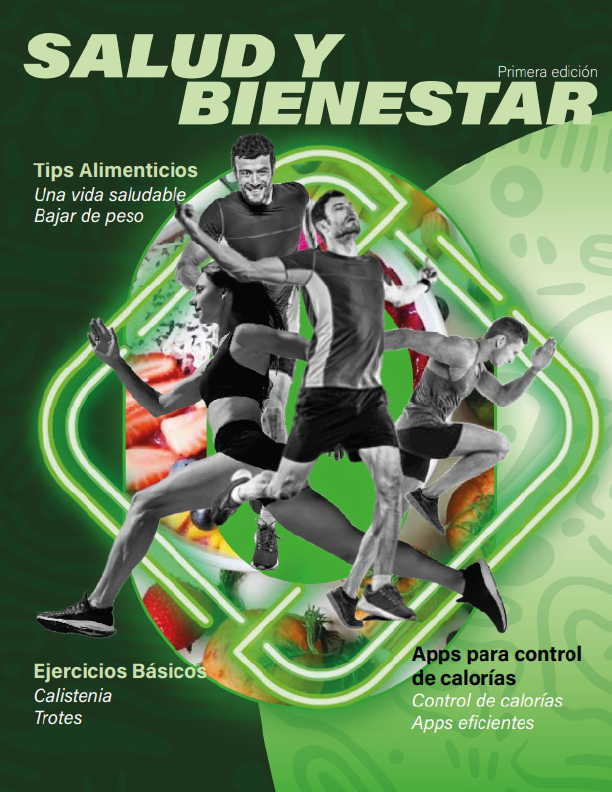 SALUD Y
Primera edición
BIENESTAR
Tips Alimenticios
Una vida saludable
Bajar de peso
Ejercicios Básicos
Calistenia
Trotes
Apps para control
de calorías
Control de calorías
Apps eficientes